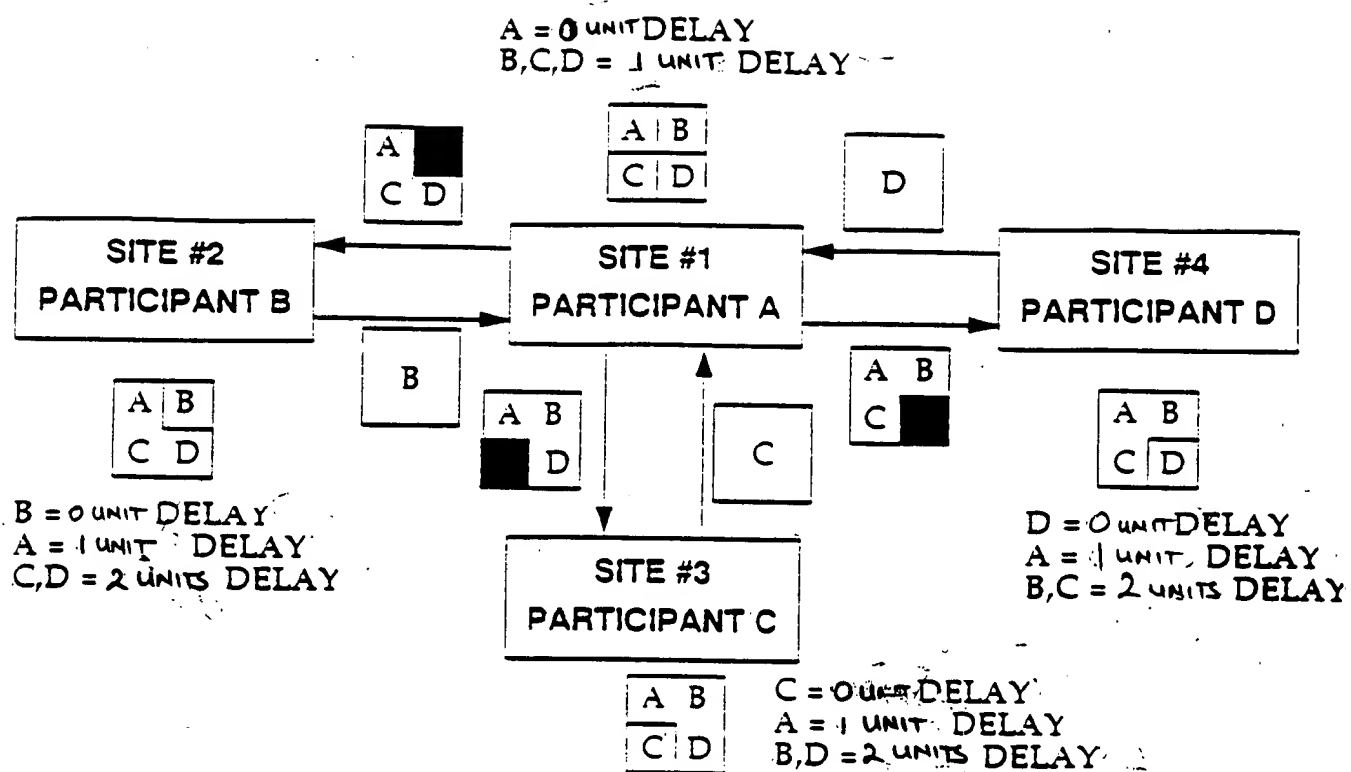 A = 0 UNIT DELAY
B,C,D = 1 UNIT DELAY
A
C D
A B
C D
D
SITE #2
PARTICIPANT B
SITE #1
PARTICIPANT A
SITE #4
PARTICIPANT D
B
A B
D
C
A B
C
A B
C D
B = 0 UNIT DELAY
A = 1 UNIT DELAY
C,D = 2 UNITS DELAY
A B
C D
D = 0 UNIT DELAY
A = 1 UNIT DELAY
B,C = 2 UNITS DELAY
SITE #3
PARTICIPANT C
A B
C D
C = 0 UNIT DELAY
A = 1 UNIT DELAY
B,D = 2 UNITS DELAY